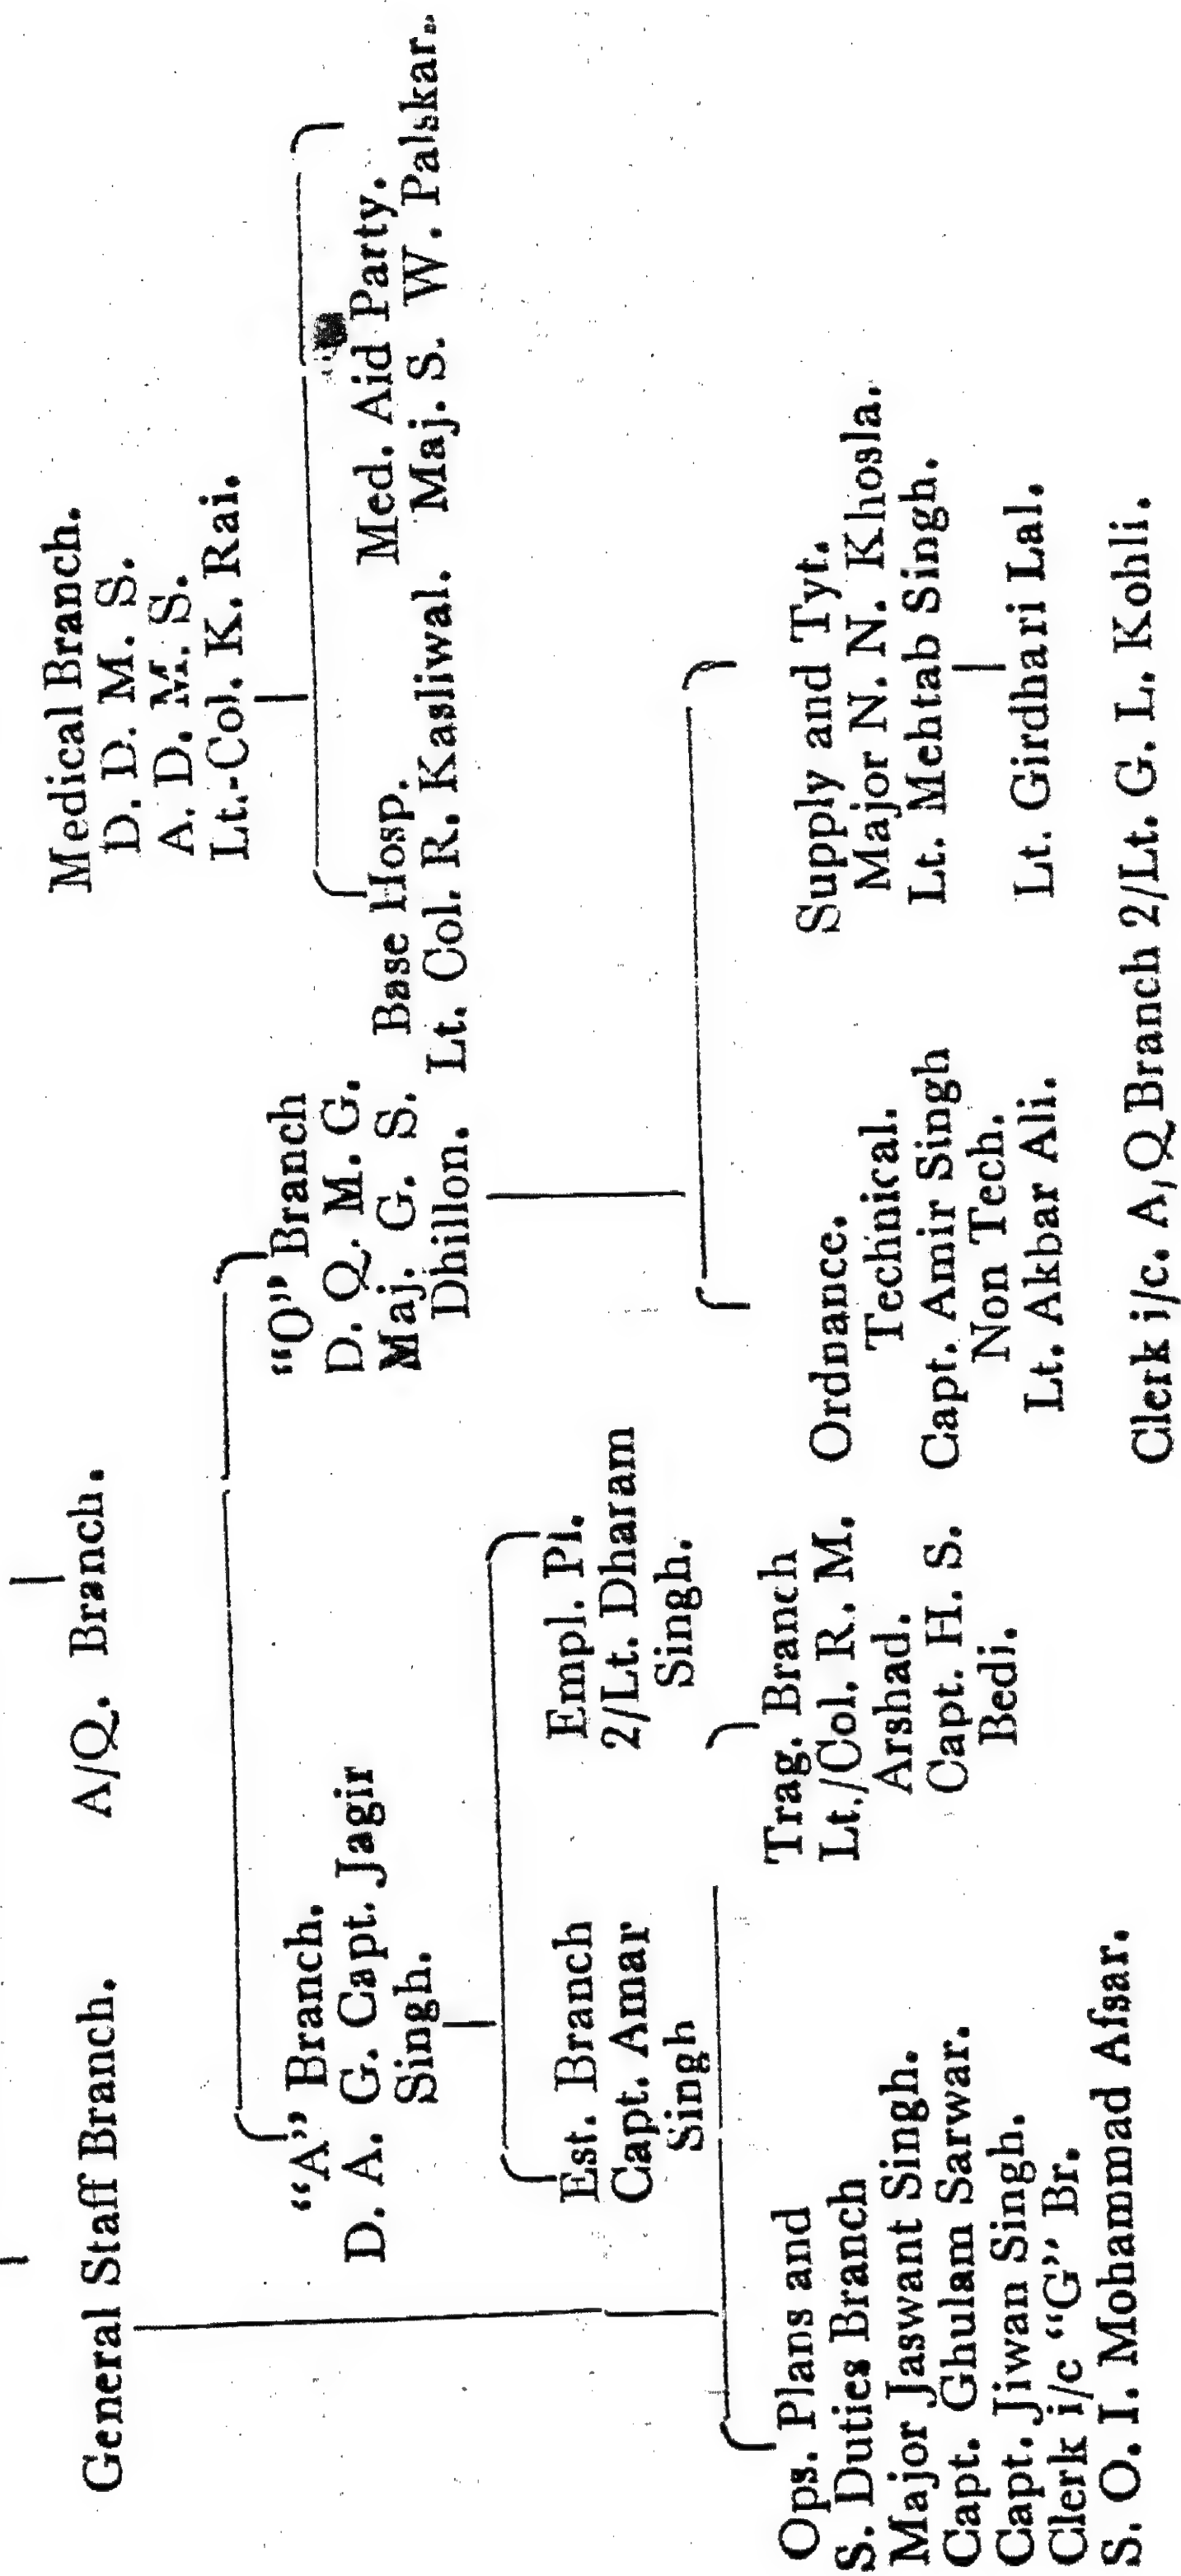 General Staff Branch.
A/Q. Branch.
Medical Branch.
D. D. M. S.
A. D. M. S.
Lt.-Col. K. Rai.
"A" Branch.
D. A. G. Capt. Jagir
Singh.
"O" Branch
D. Q. M. G.
Maj. G. S.
Dhillon.
Base Hosp.
Lt. Col. R. Kasliwal.
Med. Aid Party.
Maj. S. W. Palskar.
Est. Branch
Capt. Amar
Singh
Empl. Pl.
2/Lt. Dharam
Singh.
Ops. Plans and
S. Duties Branch
Major Jaswant Singh.
Capt. Ghulam Sarwar.
Capt. Jiwan Singh.
Clerk i/c "G" Br.
S. O. I. Mohammad Afsar.
Trag. Branch
Lt./Col. R. M.
Arshad.
Capt. H. S.
Bedi.
Ordnance.
Technical.
Capt. Amir Singh
Non Tech.
Lt. Akbar Ali.
Supply and Tyt.
Major N. N. Khosla.
Lt. Mehtab Singh.
Lt. Girdhari Lal.
Clerk i/c. A, Q Branch 2/Lt. G. L. Kohli.